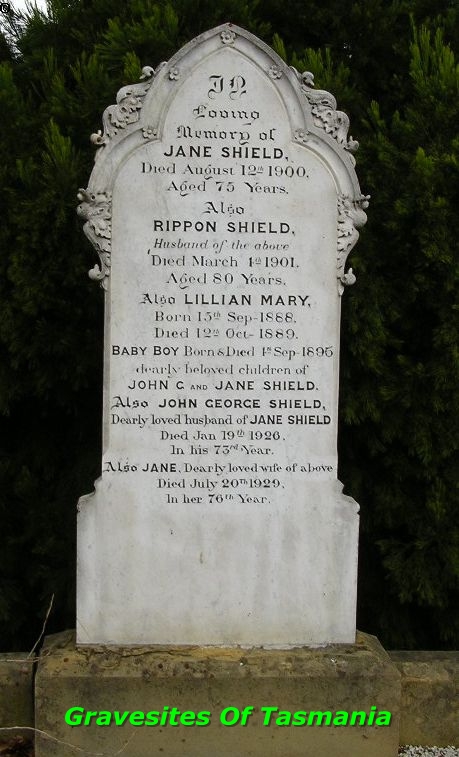 IN
Loving
Memory of
JANE SHIELD,
Died August 12th 1900,
Aged 75 Years.
Also
RIPPON SHIELD,
Husband of the above
Died March 4th 1901.
Aged 80 Years.
Also LILLIAN MARY,
Born 15th Sep. 1888.
Died 12th Oct. 1889.
BABY BOY Born & Died 1st Sep. 1895
dearly beloved children of
JOHN G AND JANE SHIELD.
Also JOHN GEORGE SHIELD,
Dearly loved husband of JANE SHIELD
Died Jan 19th 1926,
In his 73rd Year.
Also JANE, Dearly loved wife of above
Died July 20th 1929,
In her 76th Year.
Gravesites Of Tasmania